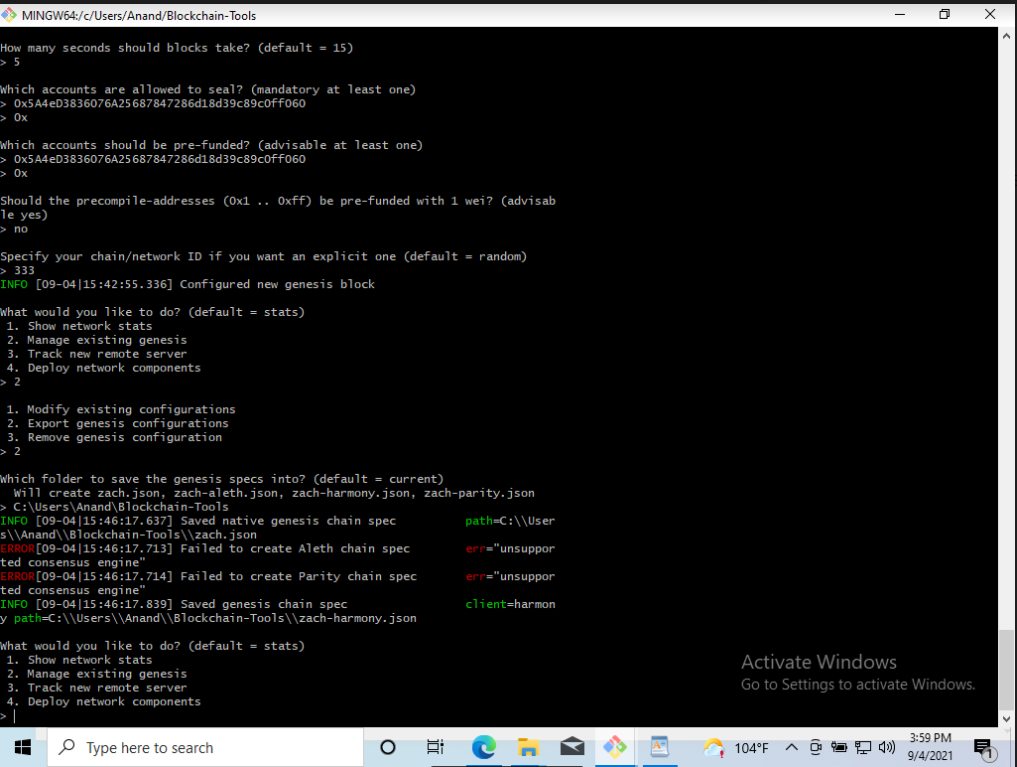 MINGW64:/c/Users/Anand/Blockchain-Tools
How many seconds should blocks take? (default = 15)
> 5
Which accounts are allowed to seal? (mandatory at least one)
> 0x5A4eD3836076A25687847286d18d39c89c0ff060
> 0x
Which accounts should be pre-funded? (advisable at least one)
> 0x5A4eD3836076A25687847286d18d39c89c0ff060
> 0x
Should the precompile-addresses (0x1 .. 0xff) be pre-funded with 1 wei? (advisab
le yes)
> no
Specify your chain/network ID if you want an explicit one (default = random)
> 333
INFO [09-04|15:42:55.336] Configured new genesis block
What would you like to do? (default = stats)
1. Show network stats
2. Manage existing genesis
3. Track new remote server
4. Deploy network components
> 2
1. Modify existing configurations
2. Export genesis configurations
3. Remove genesis configuration
> 2
Which folder to save the genesis specs into? (default = current)
Will create zach.json, zach-aleth.json, zach-harmony.json, zach-parity.json
> C:\Users\Anand\Blockchain-Tools
INFO [09-04|15:46:17.637] Saved native genesis chain spec path=C:\\User
s\\Anand\\Blockchain-Tools\\zach.json
ERROR[09-04|15:46:17.713] Failed to create Aleth chain spec err="unsuppor
ted consensus engine"
ERROR[09-04|15:46:17.714] Failed to create Parity chain spec err="unsuppor
ted consensus engine"
INFO [09-04|15:46:17.839] Saved genesis chain spec client=harmon
y path=C:\\Users\\Anand\\Blockchain-Tools\\zach-harmony.json
What would you like to do? (default = stats)
1. Show network stats
2. Manage existing genesis
3. Track new remote server
4. Deploy network components
>
Activate Windows
Go to Settings to activate Windows.
Type here to search
104°F
3:59 PM
9/4/2021
1